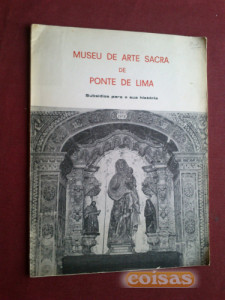 MUSEU DE ARTE SACRA
DE
PONTE DE LIMA
Subsídios para a sua história
coisas